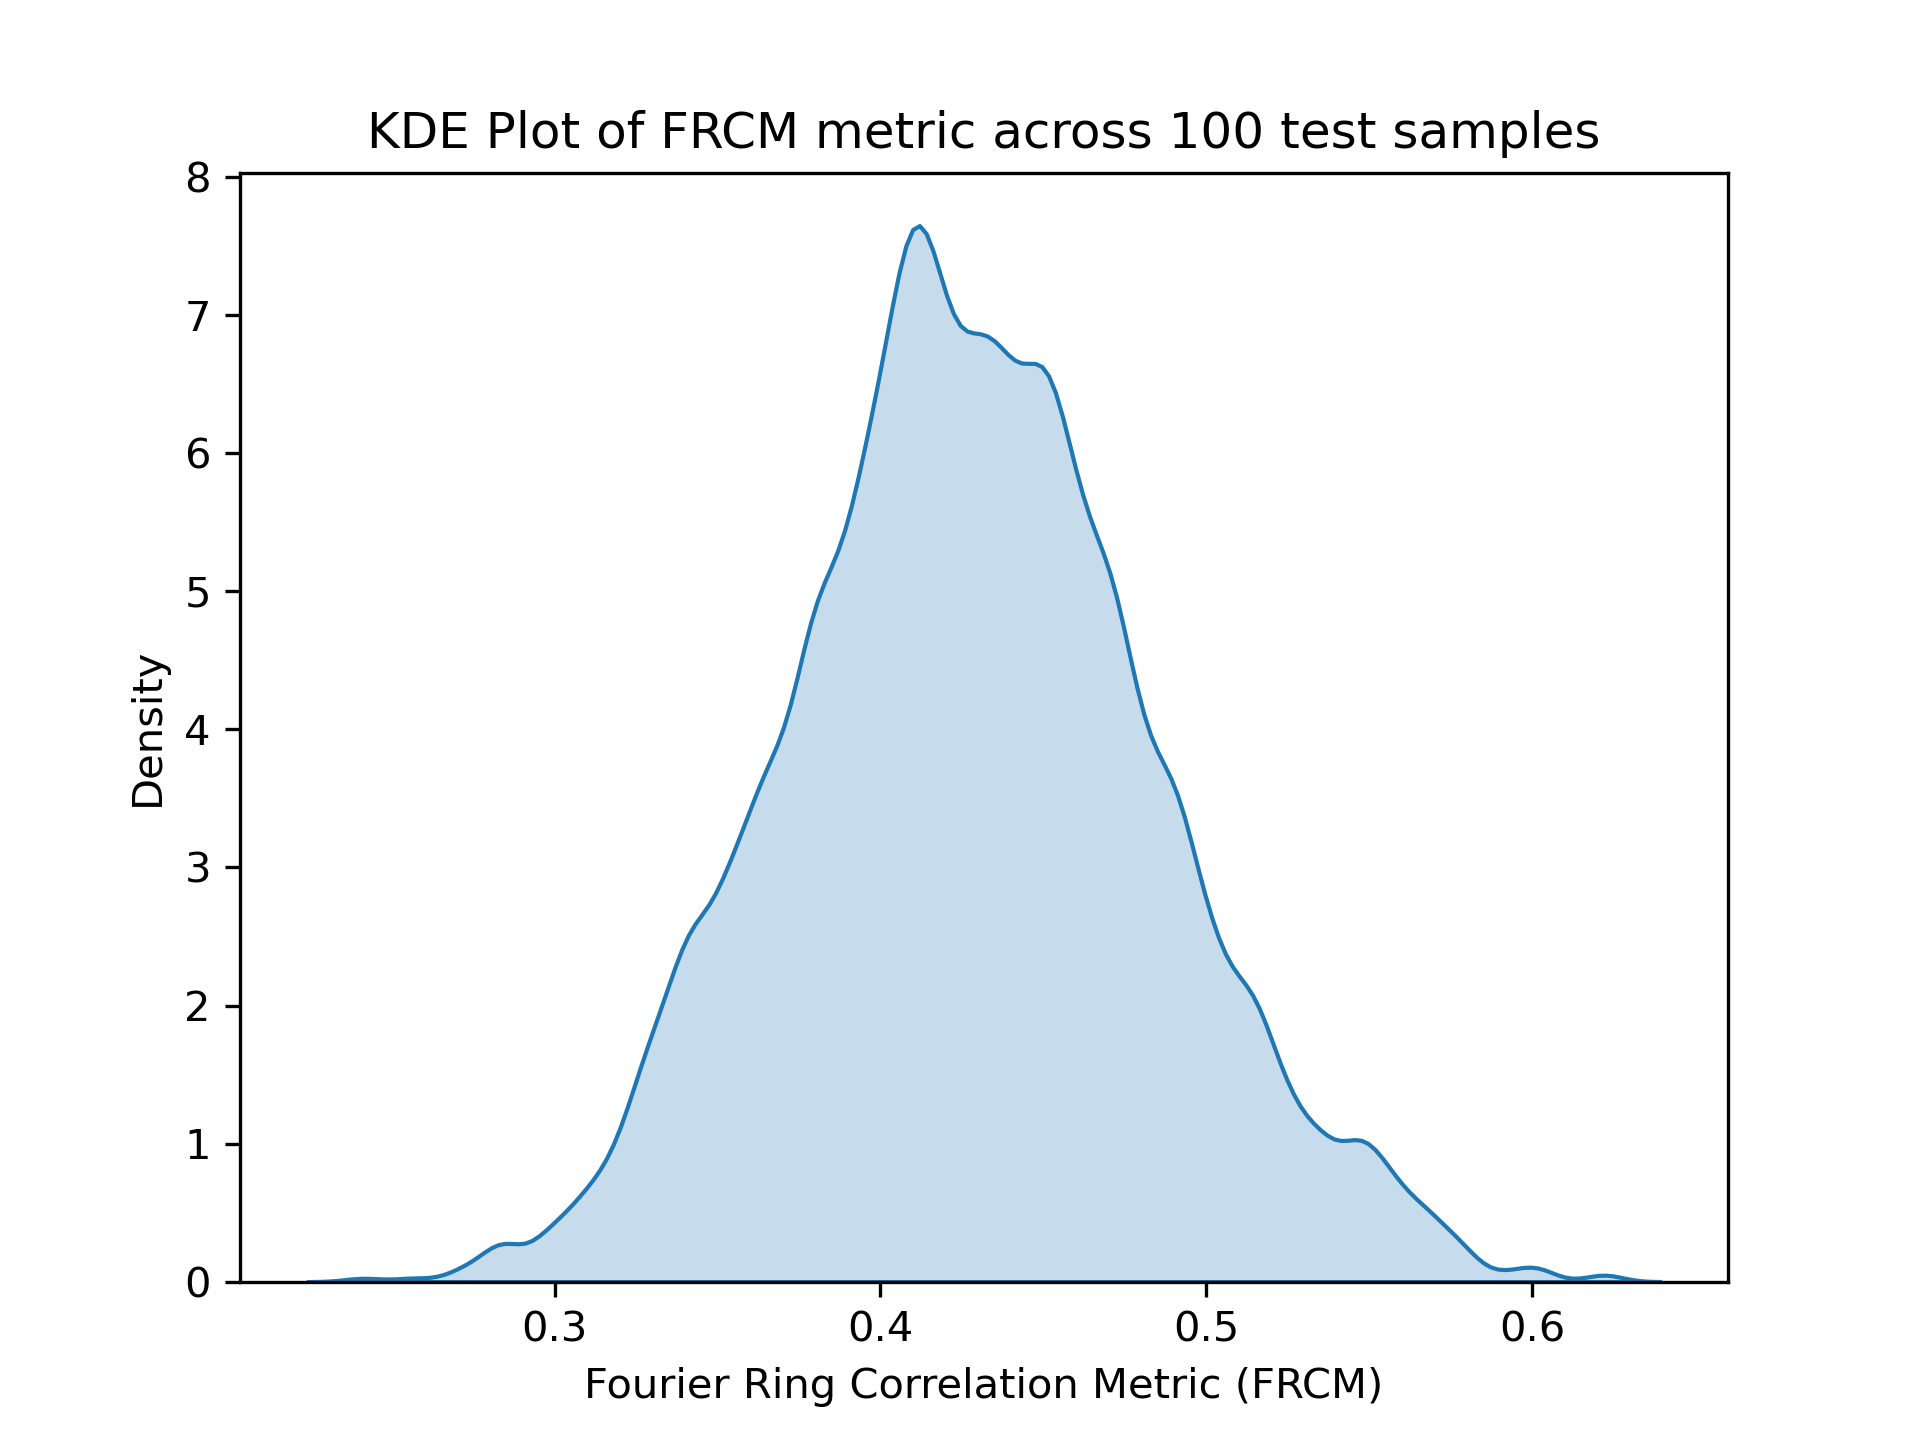 KDE Plot of FRCM metric across 100 test samples
8
7
6
5
4
3
2
1
0
Density
0.3 0.4 0.5 0.6
Fourier Ring Correlation Metric (FRCM)